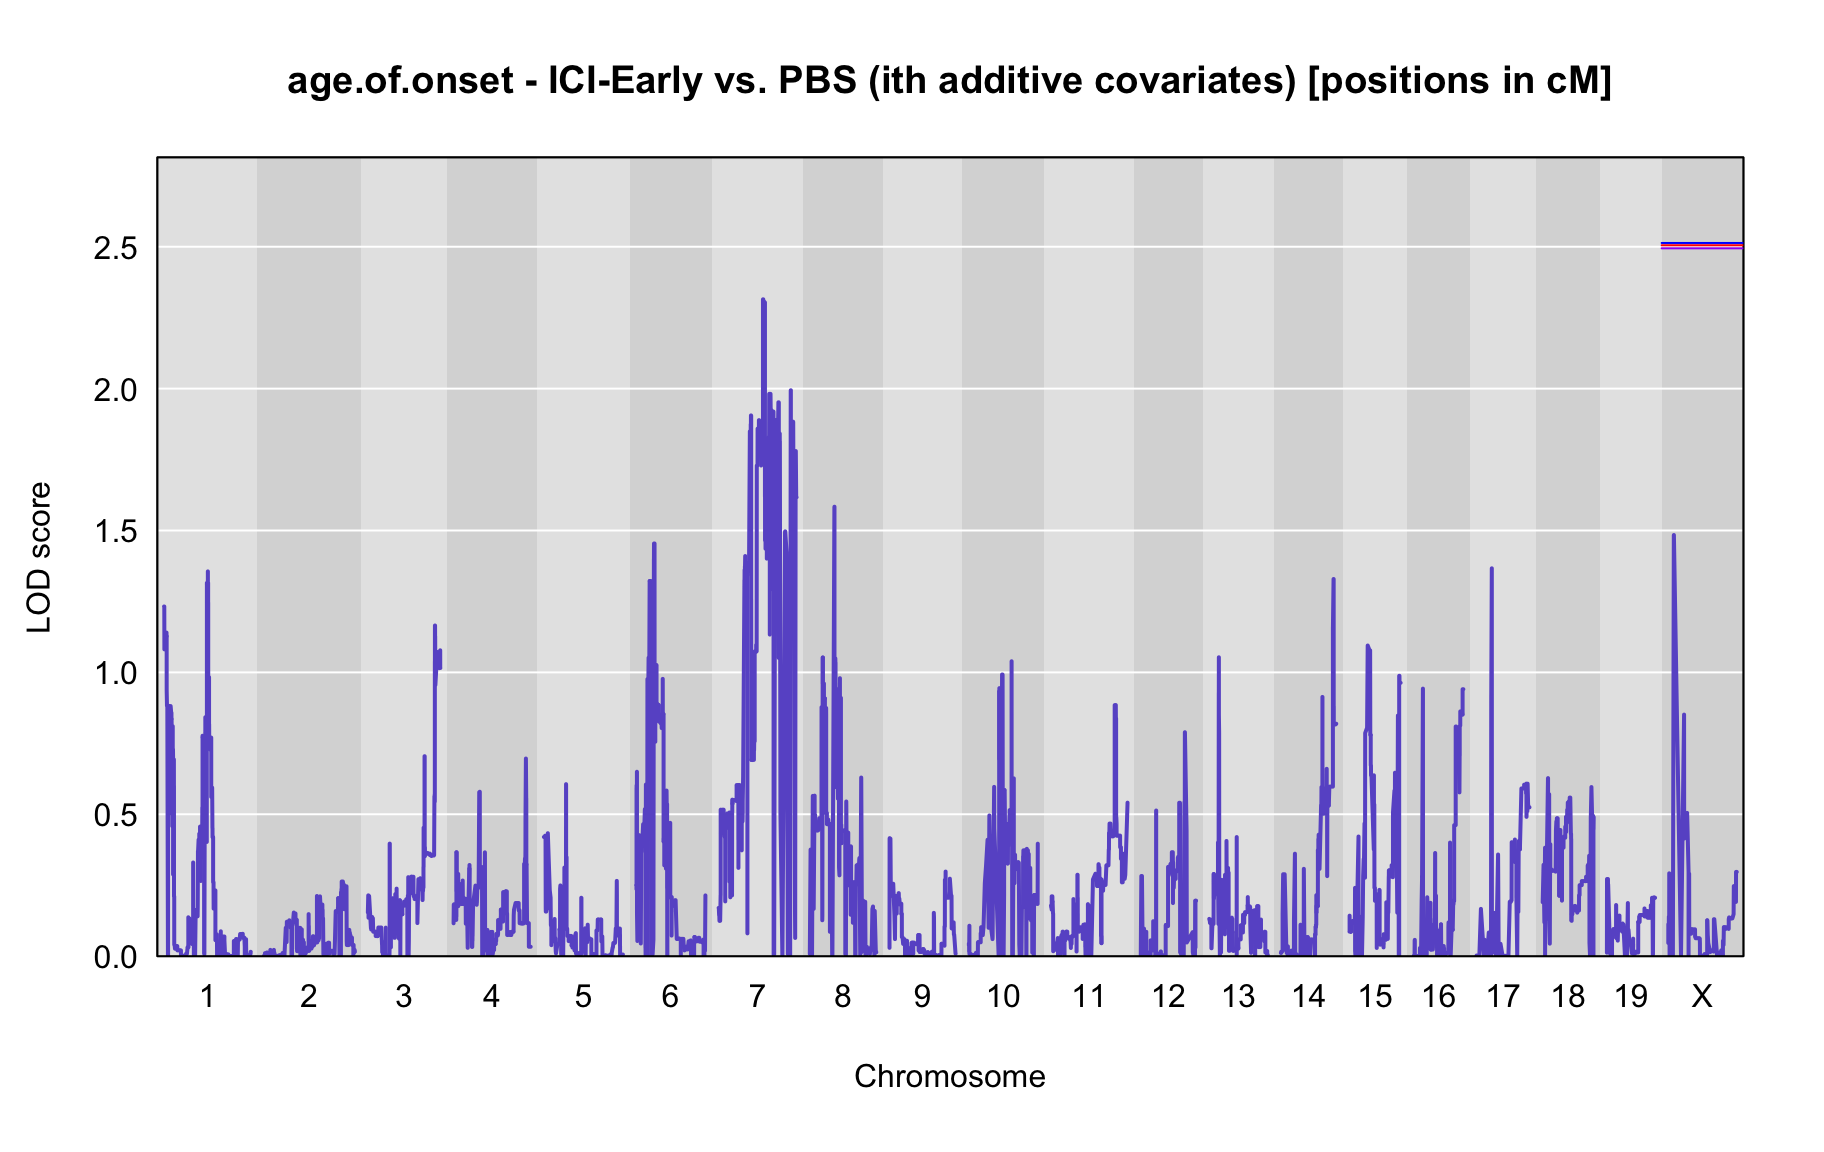 age.of.onset - ICI-Early vs. PBS (ith additive covariates) [positions in cM]
2.5
2.0
1.5
1.0
0.5
0.0
LOD score
1 2 3 4 5 6 7 8 9 10 11 12 13 14 15 16 17 18 19 X
Chromosome